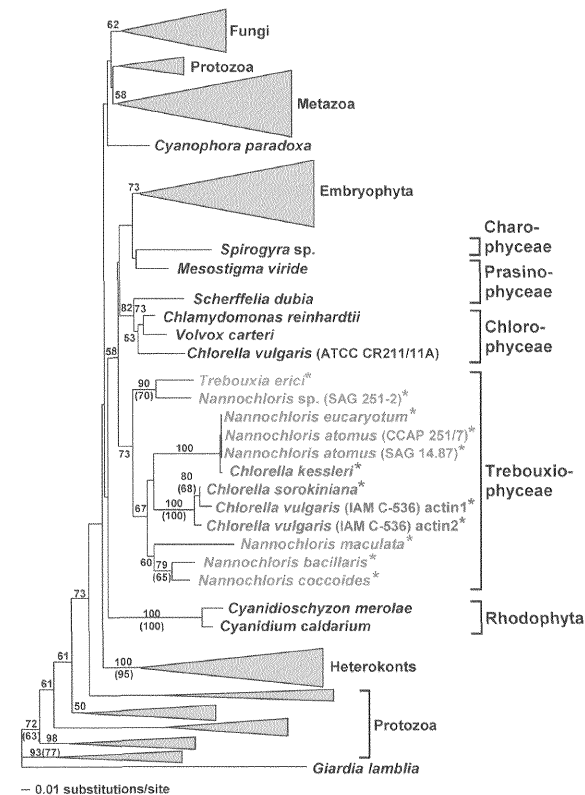 62
Fungi
Protozoa
58
Metazoa
Cyanophora paradoxa
73
Embryophyta
Charo-
phyceae
Spirogyra sp.
Mesostigma viride
Prasino-
phyceae
Scherffelia dubia
82 73
Chlamydomonas reinhardtii
Volvox carteri
53
Chlorella vulgaris (ATCC CR211/11A)
Chloro-
phyceae
58
90
(70)
Trebouxia erici*
Nannochloris sp. (SAG 251-2)*
Nannochloris eucaryotum*
Nannochloris atomus (CCAP 251/7)*
73
100
Nannochloris atomus (SAG 14.87)*
Chlorella kessleri*
Trebouxio-
phyceae
80
(68)
Chlorella sorokiniana*
67
100
(100)
Chlorella vulgaris (IAM C-536) actin1*
Chlorella vulgaris (IAM C-536) actin2*
Nannochloris maculata*
60
79
(65)
Nannochloris bacillaris*
Nannochloris coccoides*
73
100
(100)
Cyanidioschyzon merolae
Cyanidium caldarium
Rhodophyta
61
100
(95)
Heterokonts
61
50
Protozoa
72
(63)
98
93(77)
Giardia lamblia
0.01 substitutions/site